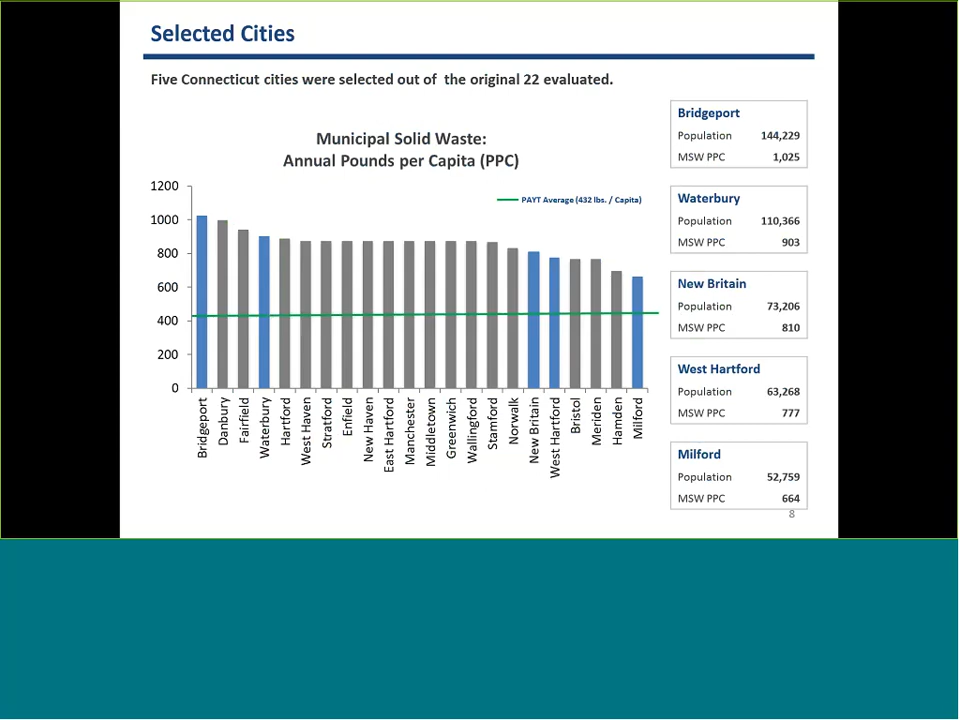 Selected Cities
Five Connecticut cities were selected out of the original 22 evaluated.
Municipal Solid Waste:
Annual Pounds per Capita (PPC)
PAYT Average (432 lbs. / Capita)
1200
1000
800
600
400
200
0
Bridgeport
Danbury
Fairfield
Waterbury
Hartford
West Haven
Stratford
Enfield
New Haven
East Hartford
Manchester
Middletown
Greenwich
Wallingford
Stamford
Norwalk
New Britain
West Hartford
Bristol
Meriden
Hamden
Milford
Bridgeport
Population 144,229
MSW PPC 1,025
Waterbury
Population 110,366
MSW PPC 903
New Britain
Population 73,206
MSW PPC 810
West Hartford
Population 63,268
MSW PPC 777
Milford
Population 52,759
MSW PPC 664
8